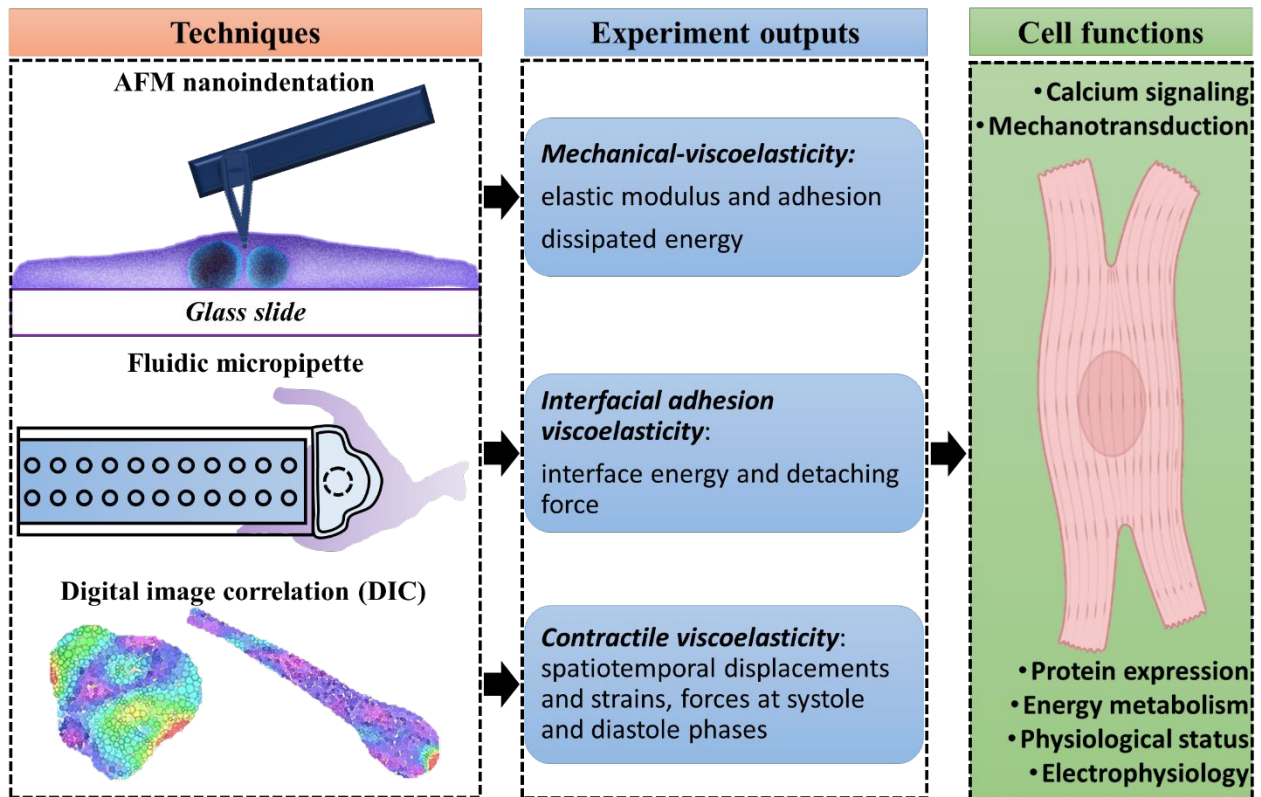 Techniques
AFM nanoindentation
Glass slide
Fluidic micropipette
Digital image correlation (DIC)
Experiment outputs
Mechanical-viscoelasticity:
elastic modulus and adhesion
dissipated energy
Interfacial adhesion
viscoelasticity:
interface energy and detaching
force
Contractile viscoelasticity:
spatiotemporal displacements
and strains, forces at systole
and diastole phases
Cell functions
•Calcium signaling
•Mechanotransduction
•Protein expression
•Energy metabolism
•Physiological status
•Electrophysiology